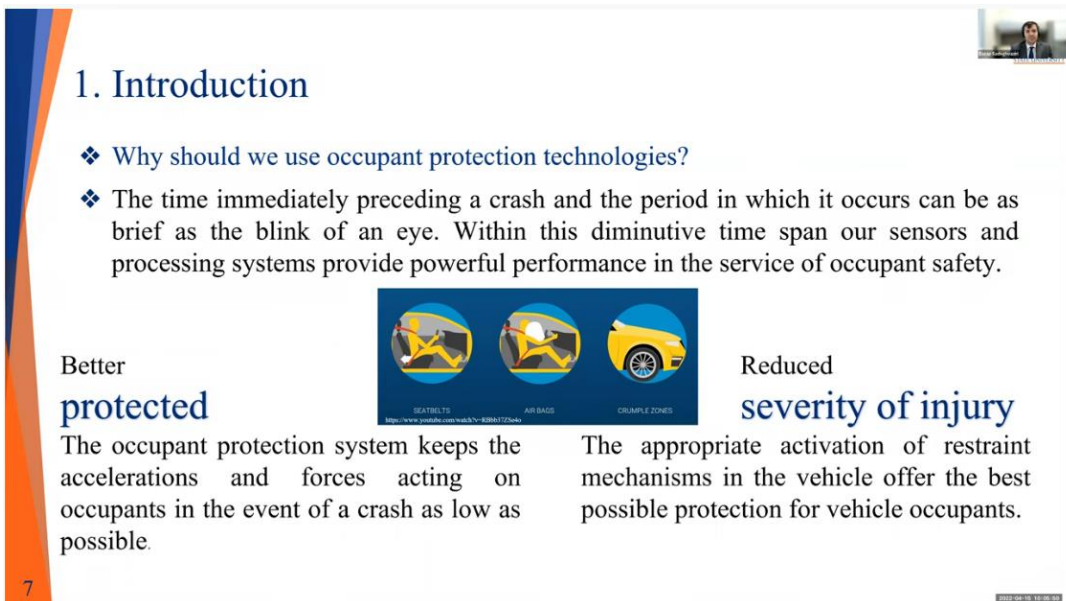 1. Introduction
❖ Why should we use occupant protection technologies?
❖ The time immediately preceding a crash and the period in which it occurs can be as
brief as the blink of an eye. Within this diminutive time span our sensors and
processing systems provide powerful performance in the service of occupant safety.
SEATBELTS
AIR BAGS
CRUMPLE ZONES
Better
protected
The occupant protection system keeps the
accelerations and forces acting on
occupants in the event of a crash as low as
possible.
Reduced
severity of injury
The appropriate activation of restraint
mechanisms in the vehicle offer the best
possible protection for vehicle occupants.
7